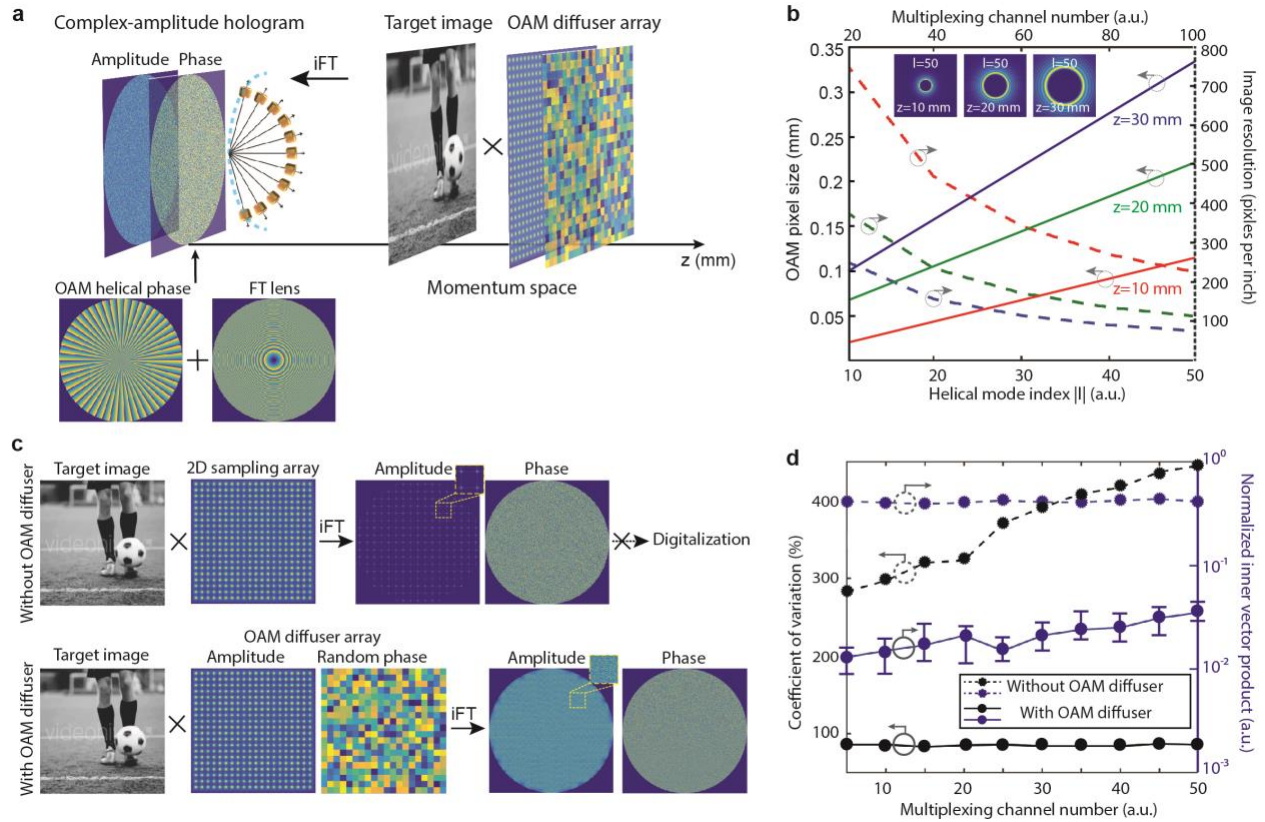 a
Complex-amplitude hologram
Amplitude
Phase
iFT
Target image
OAM diffuser array
×
z (mm)
Momentum space
OAM helical phase
+
FT lens
b
Multiplexing channel number (a.u.)
20 40 60 80 100
OAM pixel size (mm)
0.35
0.3
0.25
0.2
0.15
0.1
0.05
l=50
z=10 mm
l=50
z=20 mm
l=50
z=30 mm
z=30 mm
z=20 mm
z=10 mm
800
700
600
500
400
300
200
100
Image resolution (pixles per inch)
10 20 30 40 50
Helical mode index |l| (a.u.)
c
Without OAM diffuser
Target image
×
2D sampling array
iFT
Amplitude
Phase
Digitalization
With OAM diffuser
Target image
×
OAM diffuser array
Amplitude
Random phase
iFT
Amplitude
Phase
d
Coefficient of variation (%)
400
300
200
100
10⁰
10⁻¹
10⁻²
10⁻³
Normalized inner vector product (a.u.)
Without OAM diffuser
With OAM diffuser
10 20 30 40 50
Multiplexing channel number (a.u.)